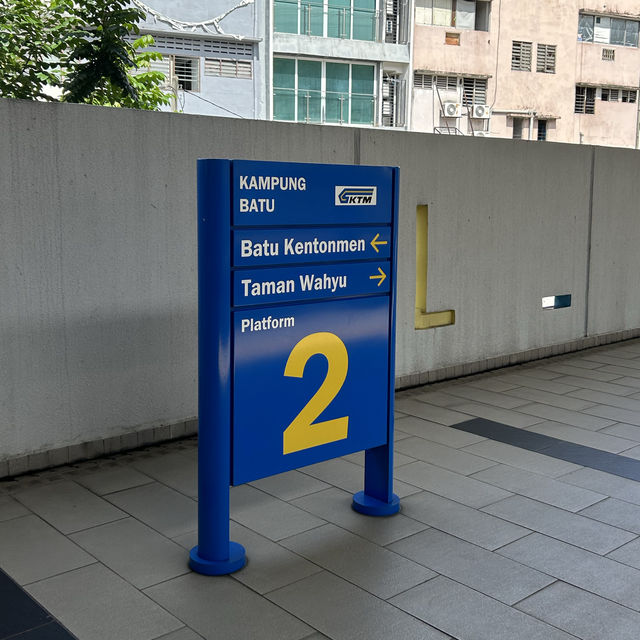 KAMPUNG
BATU
KTM
Batu Kentonmen ←
Taman Wahyu →
Platform
2